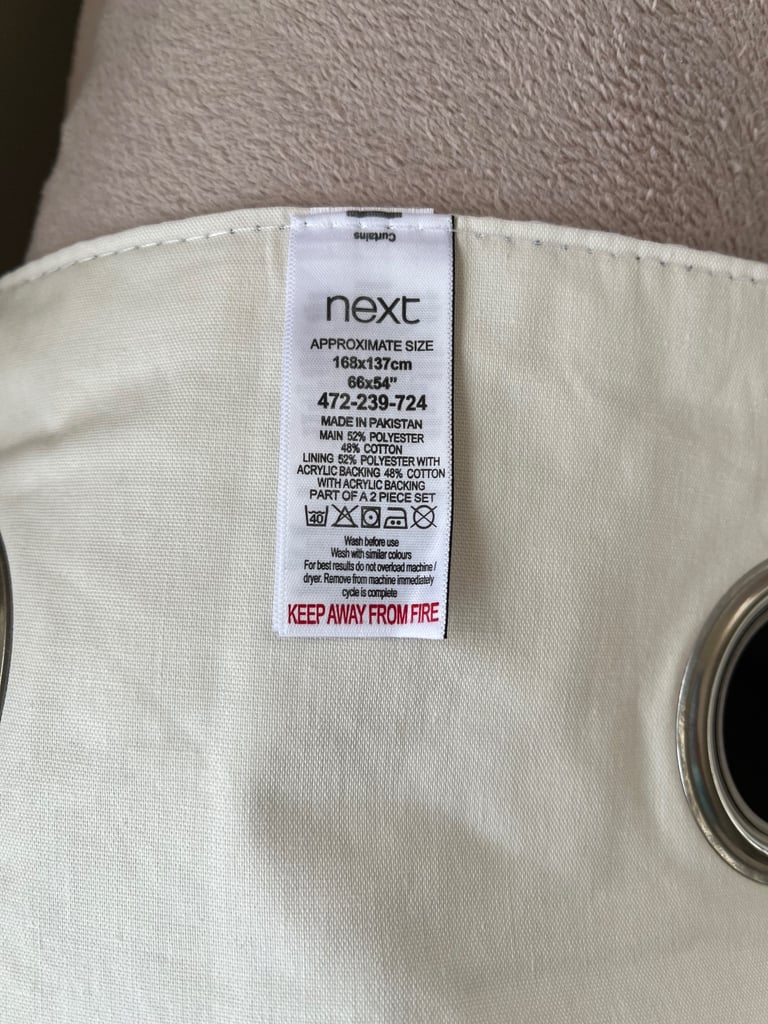 Curtains
next
APPROXIMATE SIZE
168x137cm
66x54"
472-239-724
MADE IN PAKISTAN
MAIN 52% POLYESTER
48% COTTON
LINING 52% POLYESTER WITH
ACRYLIC BACKING 48% COTTON
WITH ACRYLIC BACKING
PART OF A 2 PIECE SET
40
Wash before use
Wash with similar colours
For best results do not overload machine /
dryer. Remove from machine immediately
cycle is complete
KEEP AWAY FROM FIRE